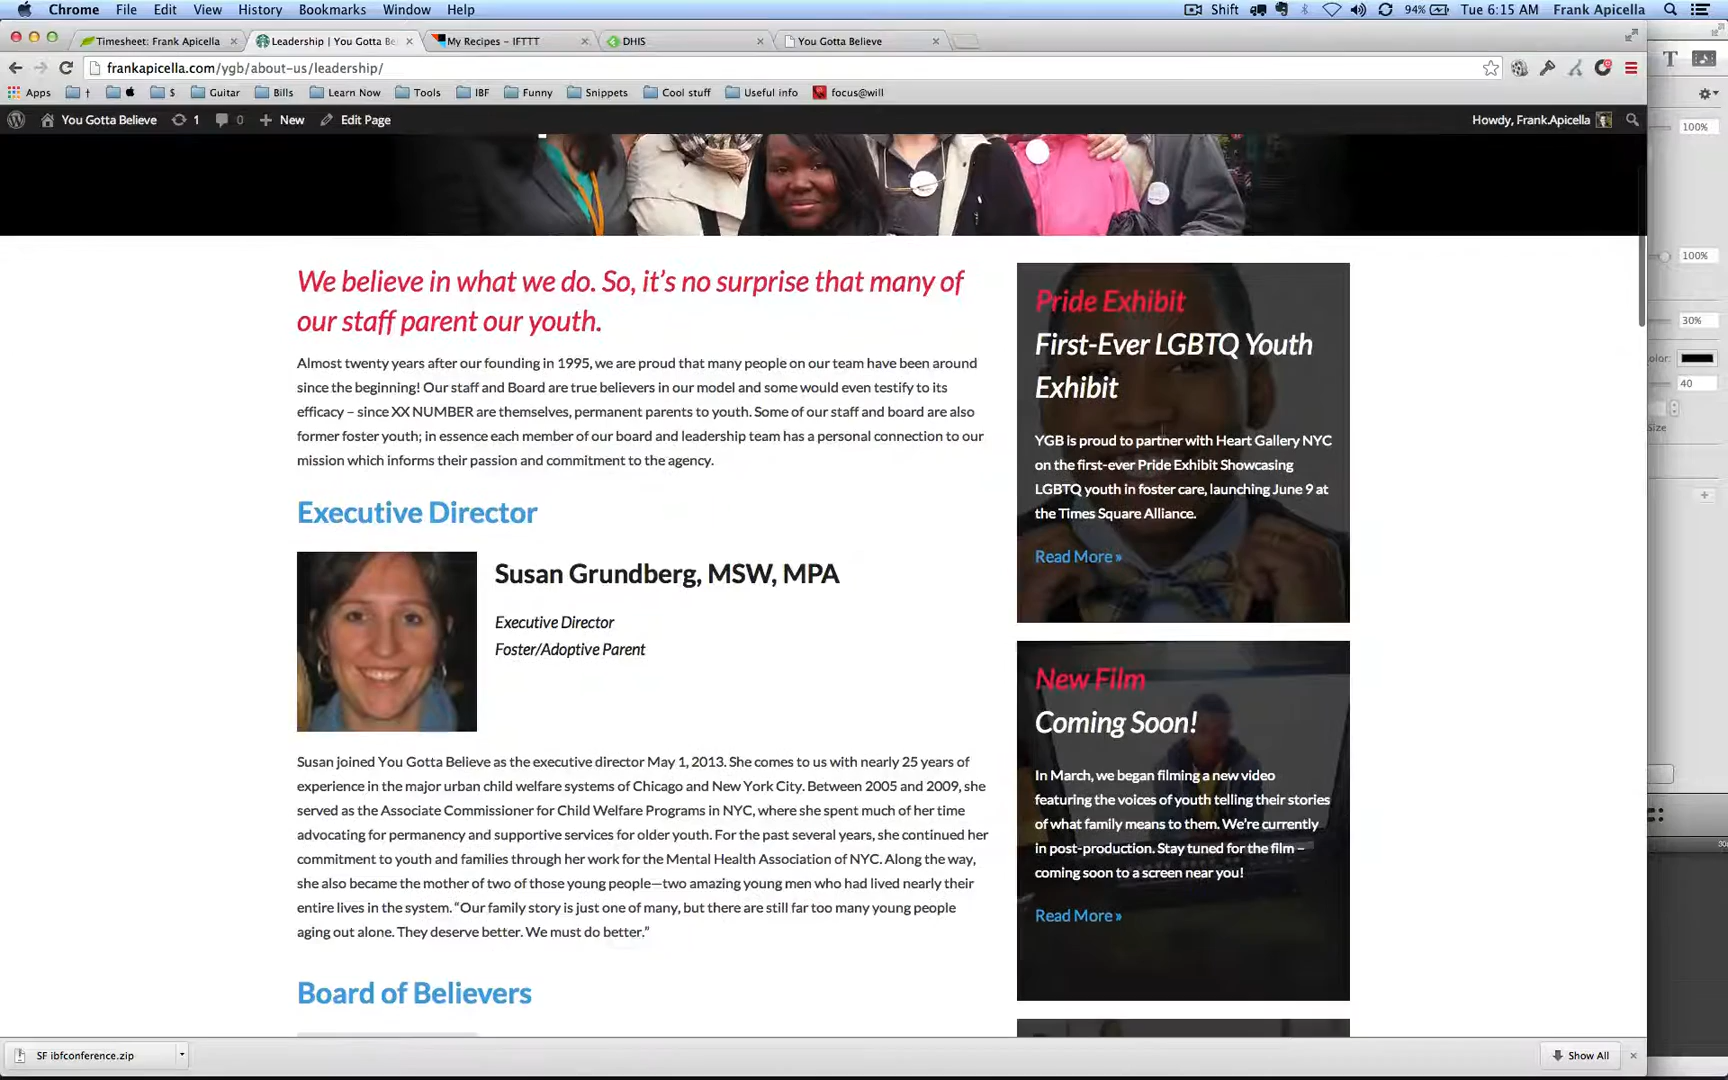 Chrome File Edit View History Bookmarks Window Help Shift 94% Tue 6:15 AM Frank Apicella
Timesheet: Frank Apicella Leadership | You Gotta Be My Recipes – IFTTT DHIS You Gotta Believe
frankapicella.com/ygb/about-us/leadership/
Apps † $ Guitar Bills Learn Now Tools IBF Funny Snippets Cool stuff Useful info focus@will
You Gotta Believe 1 0 New Edit Page Howdy, Frank.Apicella
100%
100%
30%
olor:
40
Size
We believe in what we do. So, it's no surprise that many of
our staff parent our youth.
Almost twenty years after our founding in 1995, we are proud that many people on our team have been around
since the beginning! Our staff and Board are true believers in our model and some would even testify to its
efficacy – since XX NUMBER are themselves, permanent parents to youth. Some of our staff and board are also
former foster youth; in essence each member of our board and leadership team has a personal connection to our
mission which informs their passion and commitment to the agency.
Executive Director
Susan Grundberg, MSW, MPA
Executive Director
Foster/Adoptive Parent
Susan joined You Gotta Believe as the executive director May 1, 2013. She comes to us with nearly 25 years of
experience in the major urban child welfare systems of Chicago and New York City. Between 2005 and 2009, she
served as the Associate Commissioner for Child Welfare Programs in NYC, where she spent much of her time
advocating for permanency and supportive services for older youth. For the past several years, she continued her
commitment to youth and families through her work for the Mental Health Association of NYC. Along the way,
she also became the mother of two of those young people—two amazing young men who had lived nearly their
entire lives in the system. “Our family story is just one of many, but there are still far too many young people
aging out alone. They deserve better. We must do better.”
Board of Believers
Pride Exhibit
First-Ever LGBTQ Youth
Exhibit
YGB is proud to partner with Heart Gallery NYC
on the first-ever Pride Exhibit Showcasing
LGBTQ youth in foster care, launching June 9 at
the Times Square Alliance.
Read More »
New Film
Coming Soon!
In March, we began filming a new video
featuring the voices of youth telling their stories
of what family means to them. We're currently
in post-production. Stay tuned for the film –
coming soon to a screen near you!
Read More »
SF ibfconference.zip Show All